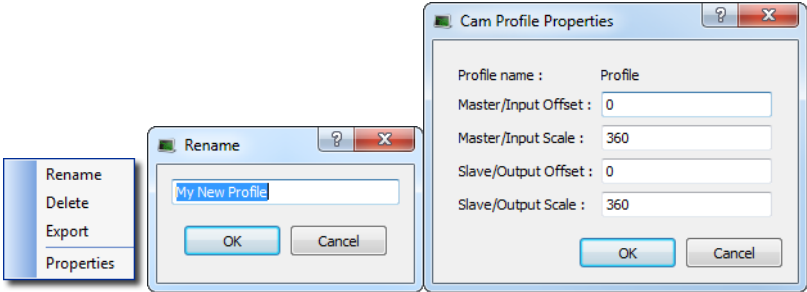 Rename
Delete
Export
Properties
Rename
My New Profile
OK Cancel
Cam Profile Properties
Profile name : Profile
Master/Input Offset : 0
Master/Input Scale : 360
Slave/Output Offset : 0
Slave/Output Scale : 360
OK Cancel